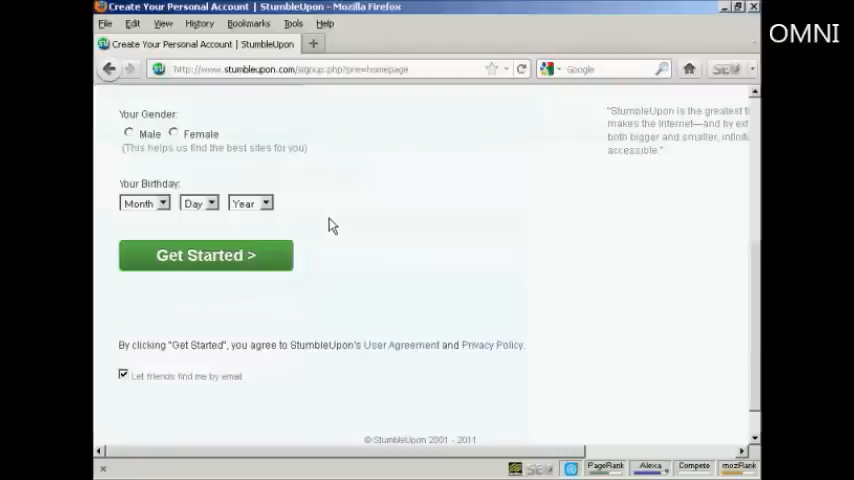 Create Your Personal Account | StumbleUpon - Mozilla Firefox
File Edit View History Bookmarks Tools Help
OMNI
Create Your Personal Account | StumbleUpon
http://www.stumbleupon.com/signup.php?pre=homepage
Google
Your Gender:
Male Female
(This helps us find the best sites for you)
"StumbleUpon is the greatest t
makes the Internet—and by ext
both bigger and smaller, infinit
accessible."
Your Birthday:
Month Day Year
Get Started >
By clicking "Get Started", you agree to StumbleUpon's User Agreement and Privacy Policy.
Let friends find me by email
© StumbleUpon 2001 - 2011
PageRank Alexa Compete mozRank